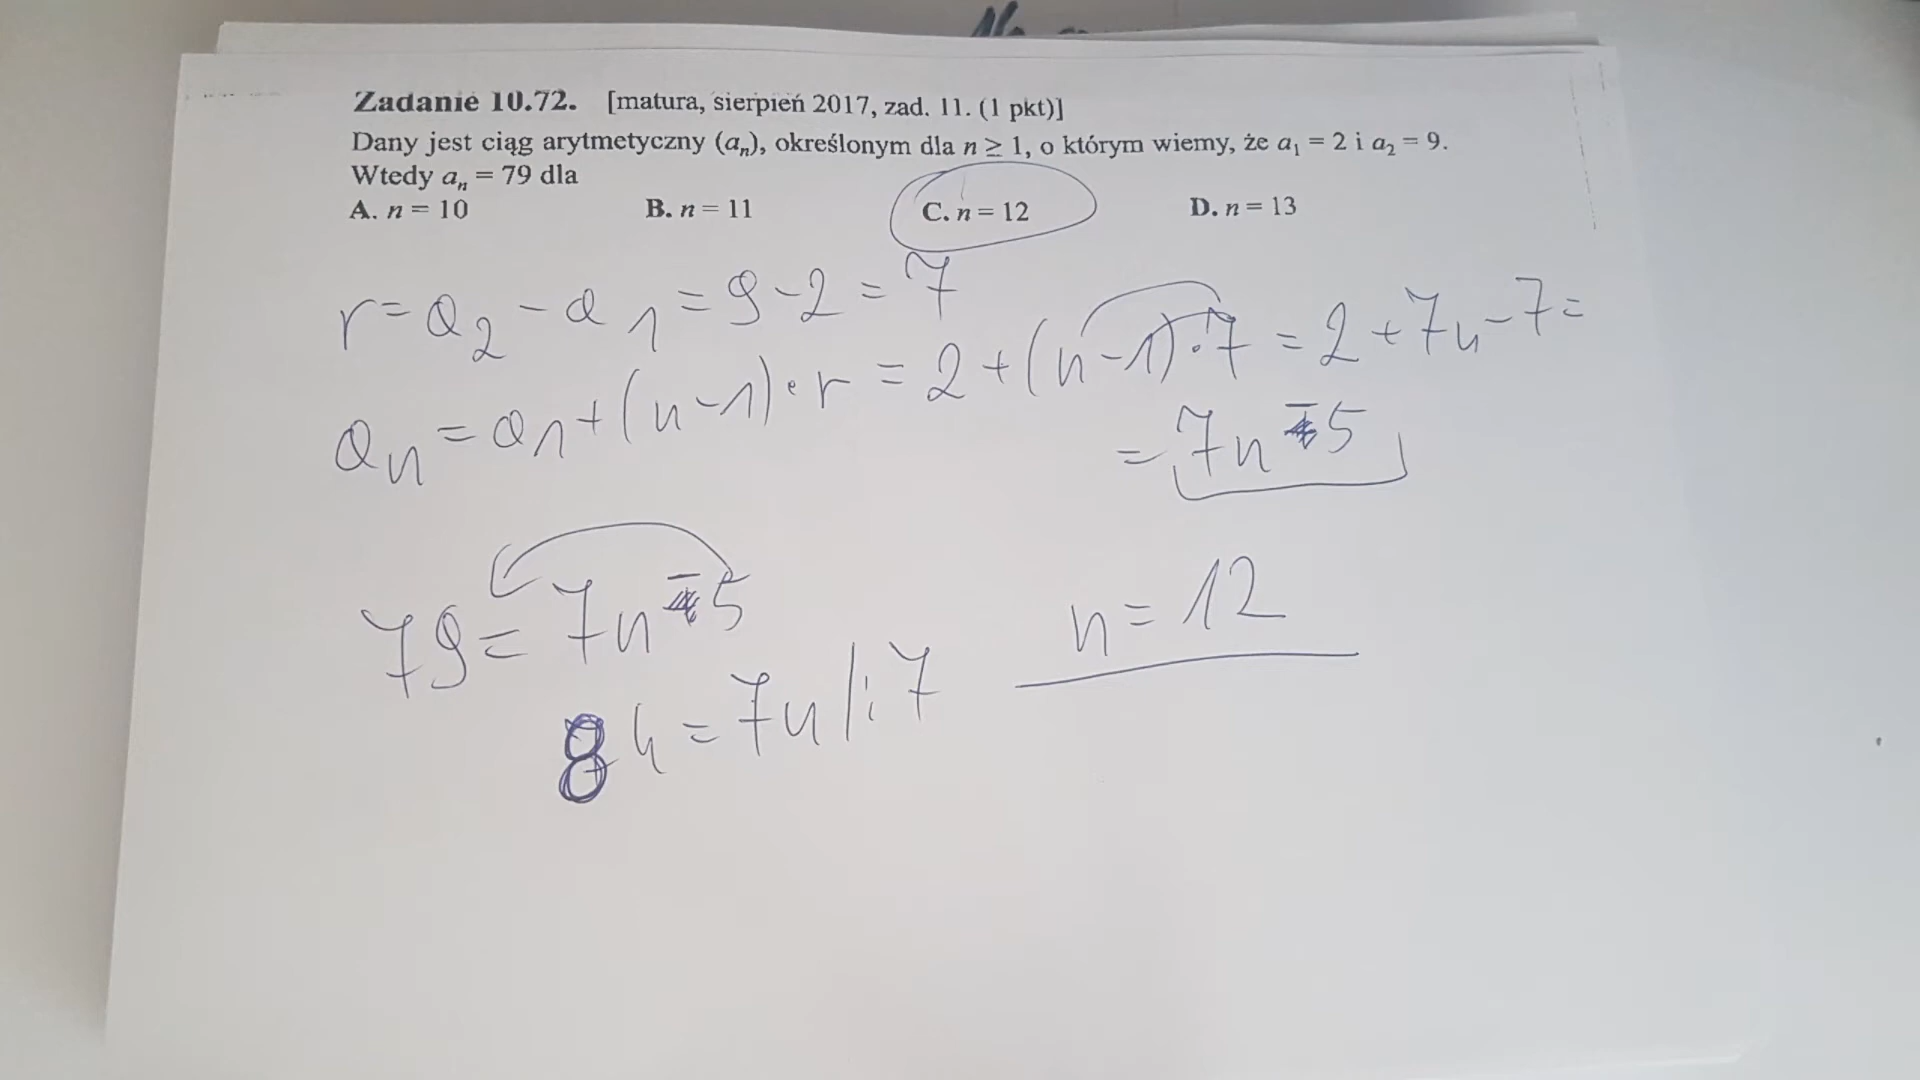 Zadanie 10.72. [matura, sierpień 2017, zad. 11. (1 pkt)]
Dany jest ciąg arytmetyczny (aₙ), określonym dla n ≥ 1, o którym wiemy, że a₁ = 2 i a₂ = 9.
Wtedy aₙ = 79 dla
A. n = 10 B. n = 11 C. n = 12 D. n = 13
r = a₂ - a₁ = 9 - 2 = 7
aₙ = a₁ + (n-1) · r = 2 + (n-1) · 7 = 2 + 7n - 7 =
= 7n - 5
79 = 7n - 5
84 = 7n /:7
n = 12